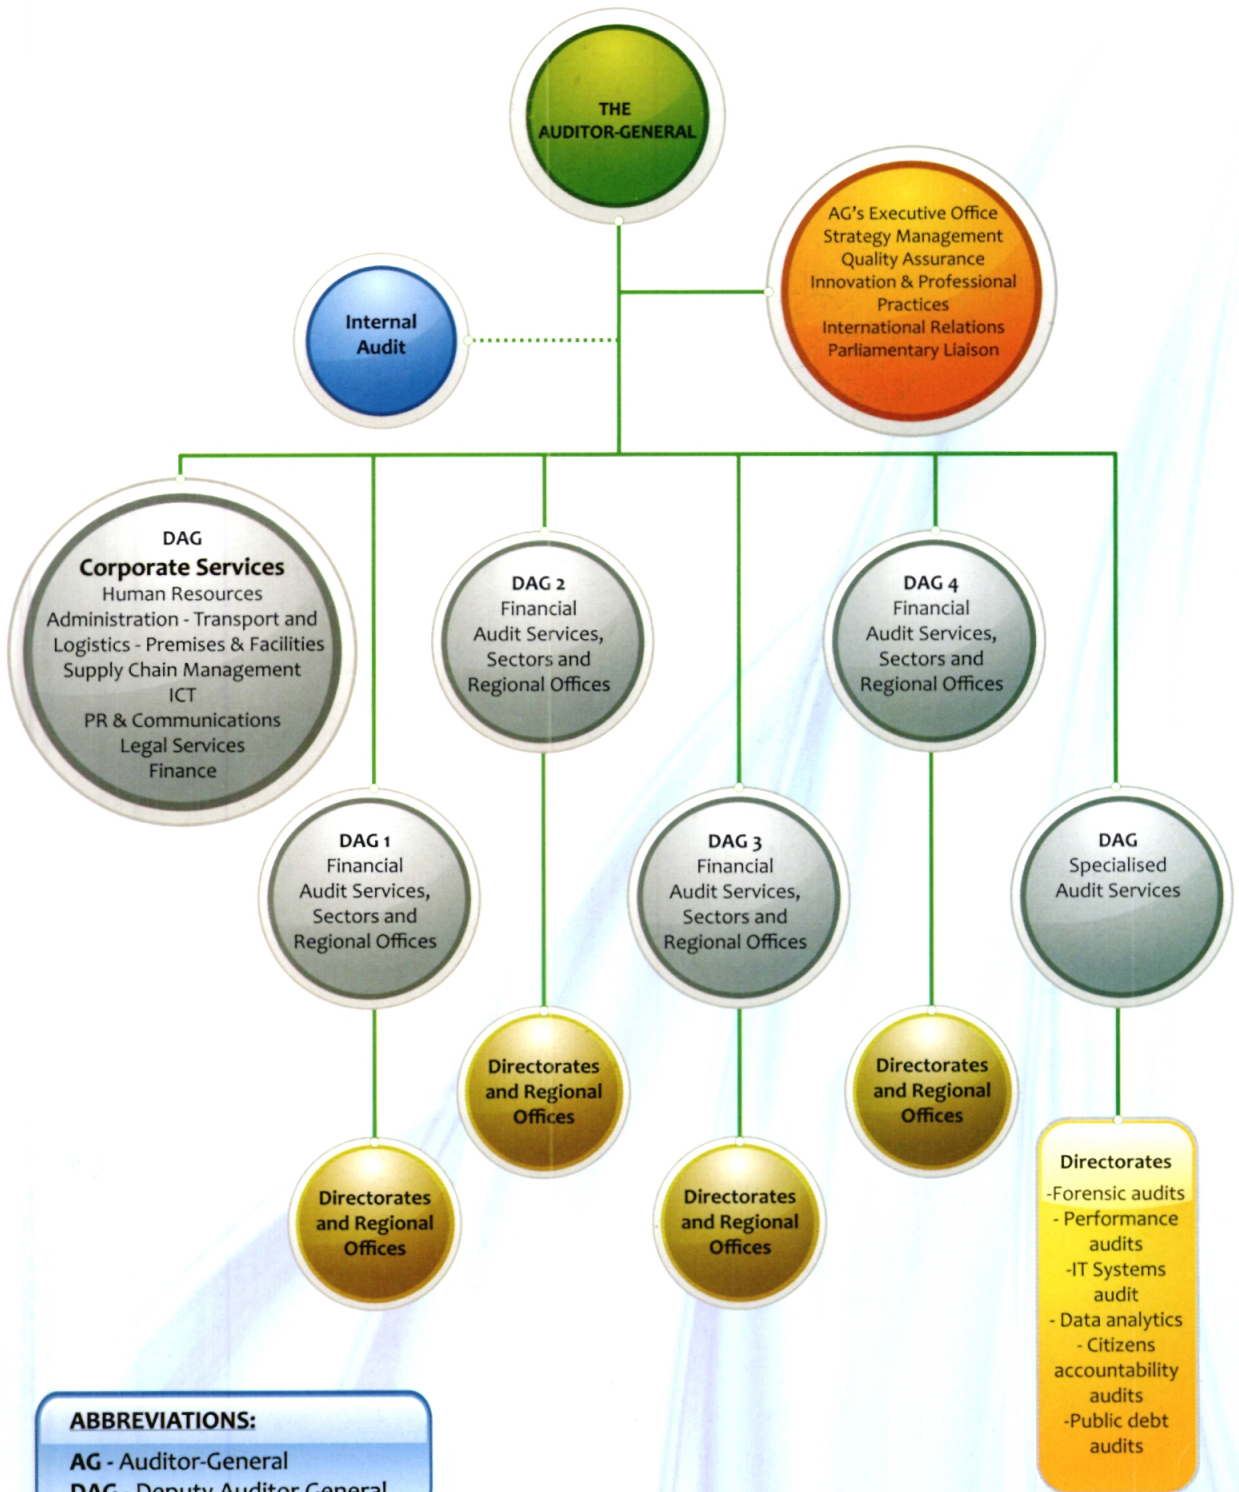 THE
AUDITOR-GENERAL
AG's Executive Office
Strategy Management
Quality Assurance
Innovation & Professional
Practices
International Relations
Parliamentary Liaison
Internal
Audit
DAG
Corporate Services
Human Resources
Administration - Transport and
Logistics - Premises & Facilities
Supply Chain Management
ICT
PR & Communications
Legal Services
Finance
DAG 2
Financial
Audit Services,
Sectors and
Regional Offices
DAG 4
Financial
Audit Services,
Sectors and
Regional Offices
DAG 1
Financial
Audit Services,
Sectors and
Regional Offices
DAG 3
Financial
Audit Services,
Sectors and
Regional Offices
DAG
Specialised
Audit Services
Directorates
and Regional
Offices
Directorates
and Regional
Offices
Directorates
and Regional
Offices
Directorates
and Regional
Offices
Directorates
-Forensic audits
- Performance
audits
-IT Systems
audit
- Data analytics
- Citizens
accountability
audits
-Public debt
audits
ABBREVIATIONS:
AG - Auditor-General
DAG - Deputy Auditor General